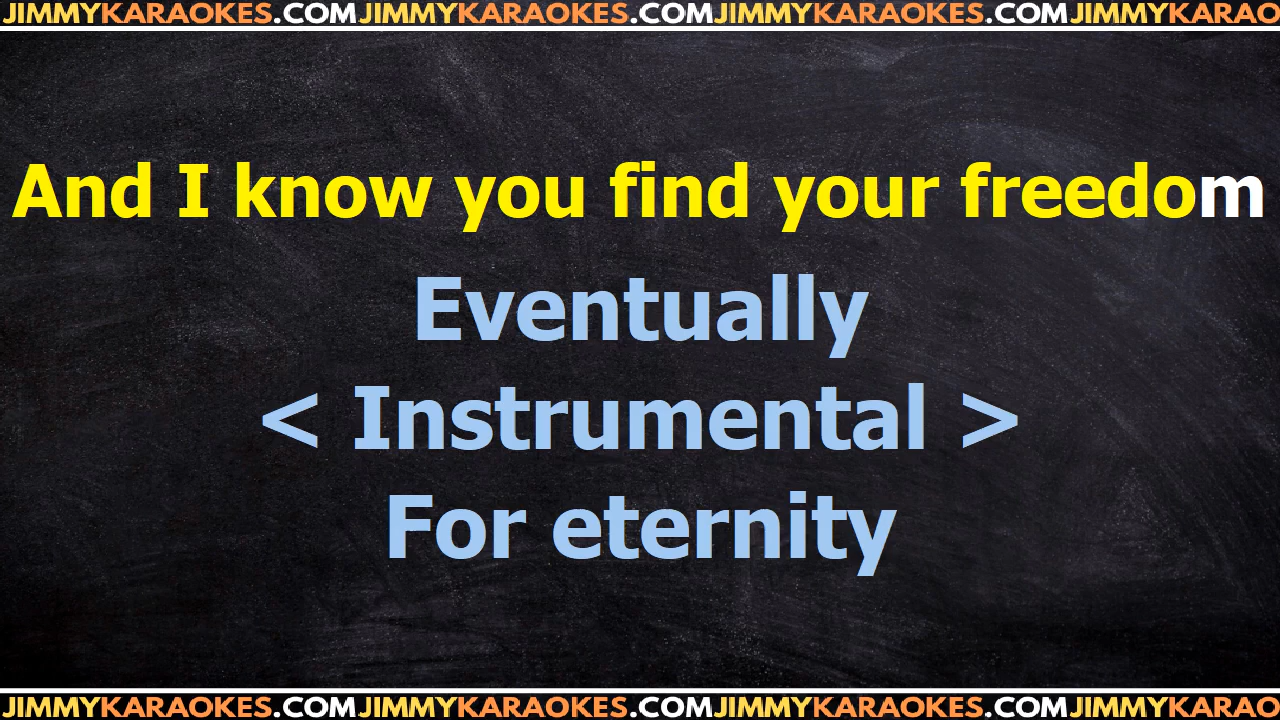 JIMMYKARAOKES.COMJIMMYKARAOKES.COMJIMMYKARAOKES.COMJIMMYKARAO
And I know you find your freedom
Eventually
< Instrumental >
For eternity
JIMMYKARAOKES.COMJIMMYKARAOKES.COMJIMMYKARAOKES.COMJIMMYKARAO